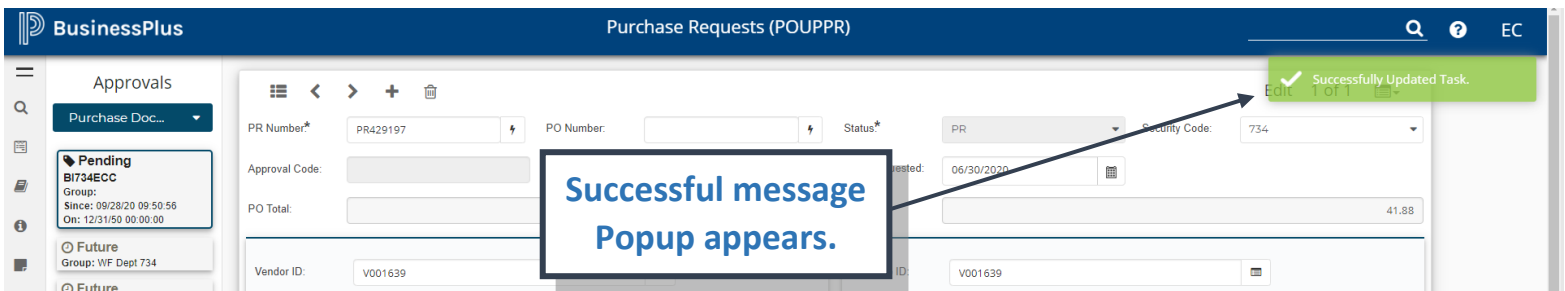 BusinessPlus
Purchase Requests (POUPPR)
EC
Approvals
Purchase Doc...
Pending
BI734ECC
Group:
Since: 09/28/20 09:50:56
On: 12/31/50 00:00:00
Future
Group: WF Dept 734
Future
Edit 1 of 1
Successfully Updated Task.
PR Number:*
PR429197
PO Number:
Status:*
PR
Security Code:
734
Approval Code:
06/30/2020
PO Total:
41.88
Successful message
Popup appears.
Vendor ID:
V001639
ID:
V001639